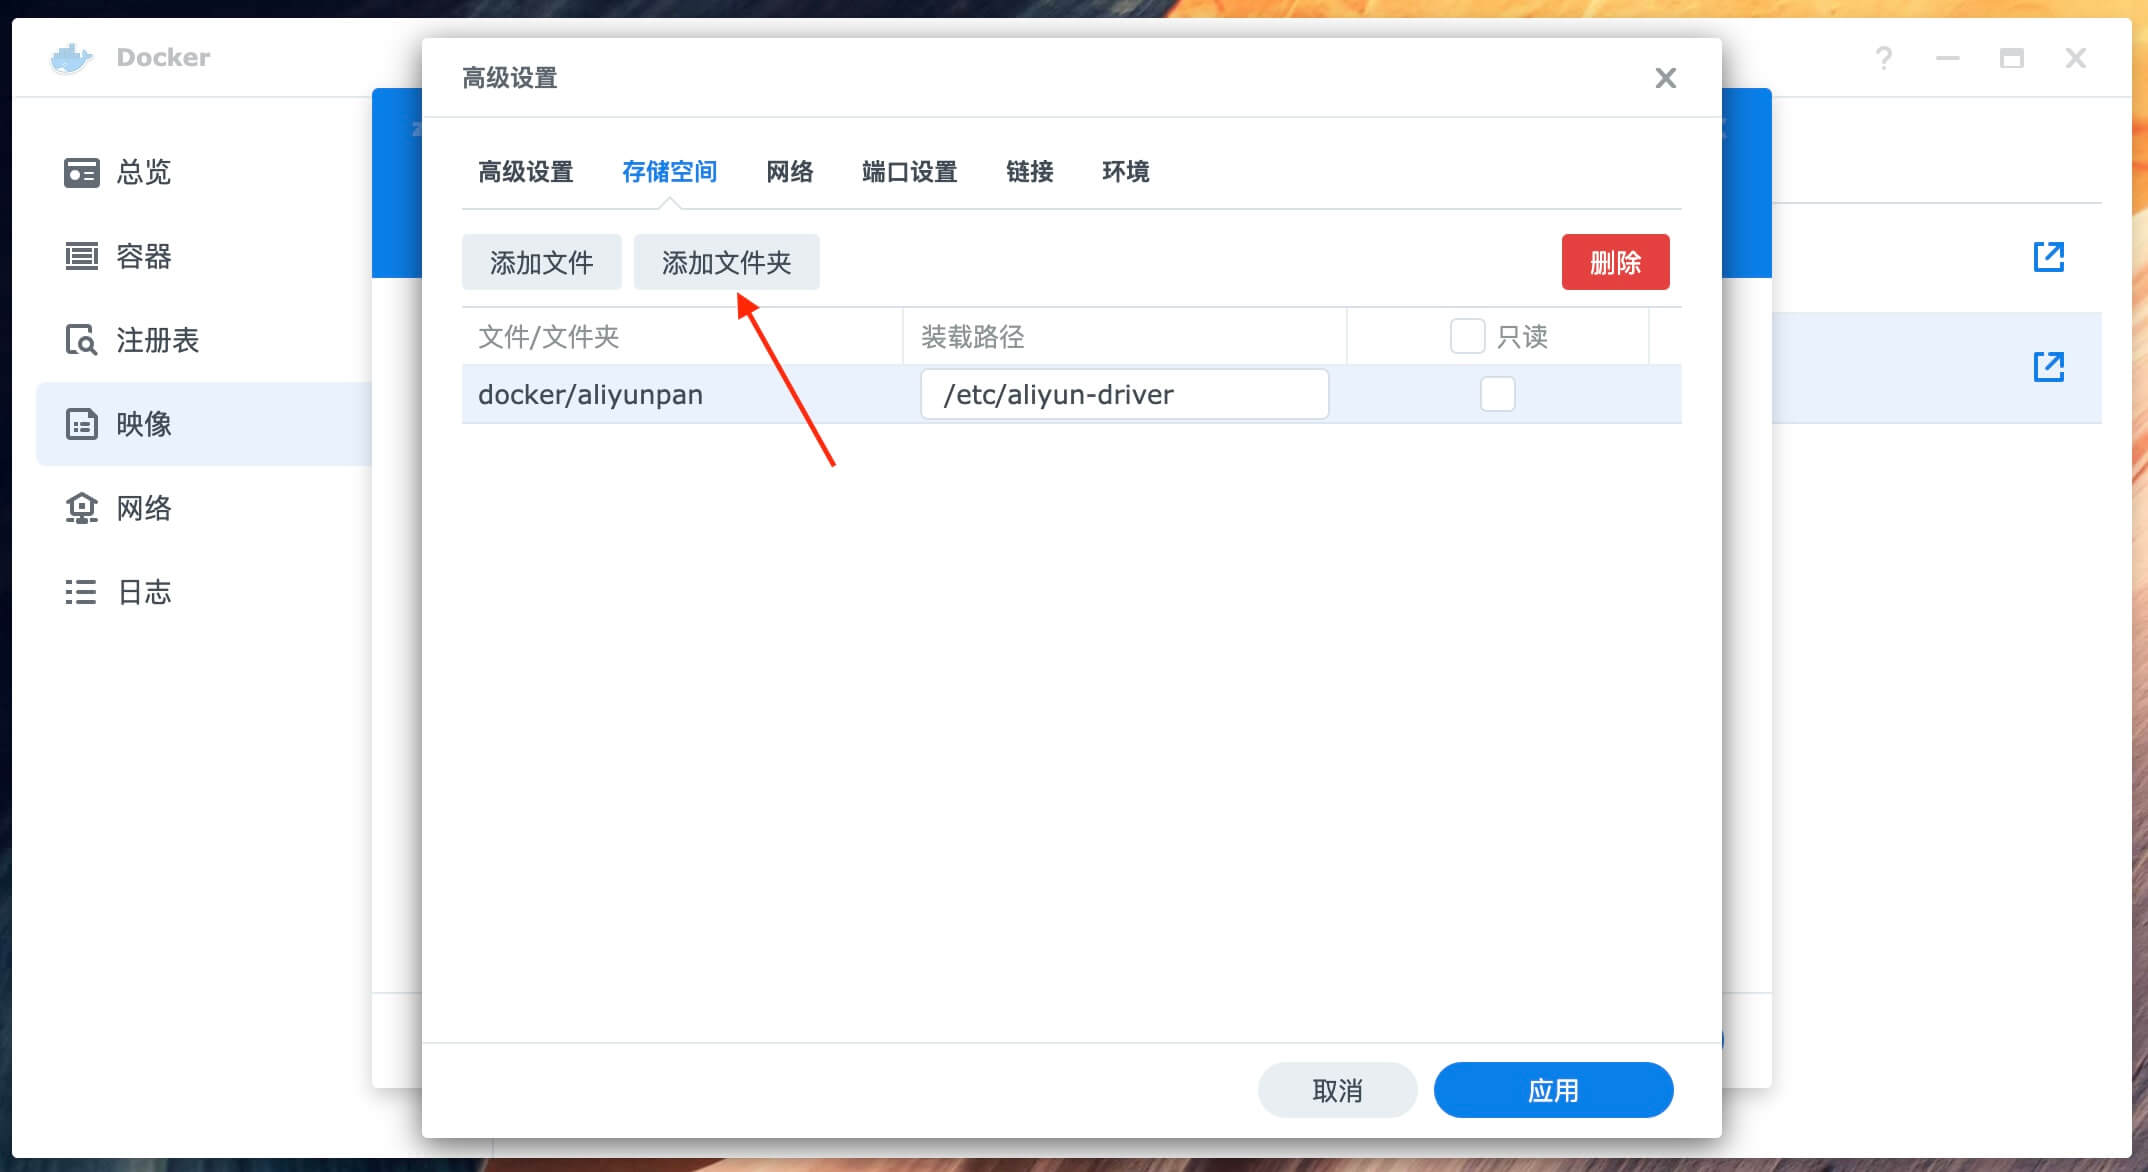 Docker
总览
容器
注册表
映像
网络
日志
高级设置
高级设置 存储空间 网络 端口设置 链接 环境
添加文件 添加文件夹 删除
文件/文件夹 装载路径 只读
docker/aliyunpan /etc/aliyun-driver
取消 应用